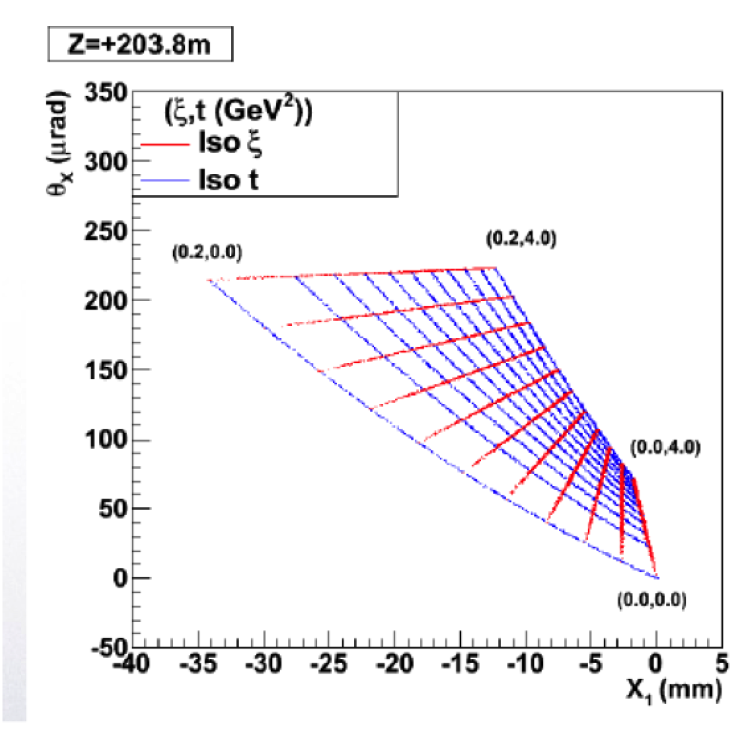 Z=+203.8m
θx (μrad)
(ξ,t (GeV²))
Iso ξ
Iso t
350
300
250
200
150
100
50
0
-50
(0.2,0.0)
(0.2,4.0)
(0.0,4.0)
(0.0,0.0)
-40 -35 -30 -25 -20 -15 -10 -5 0 5
X₁ (mm)